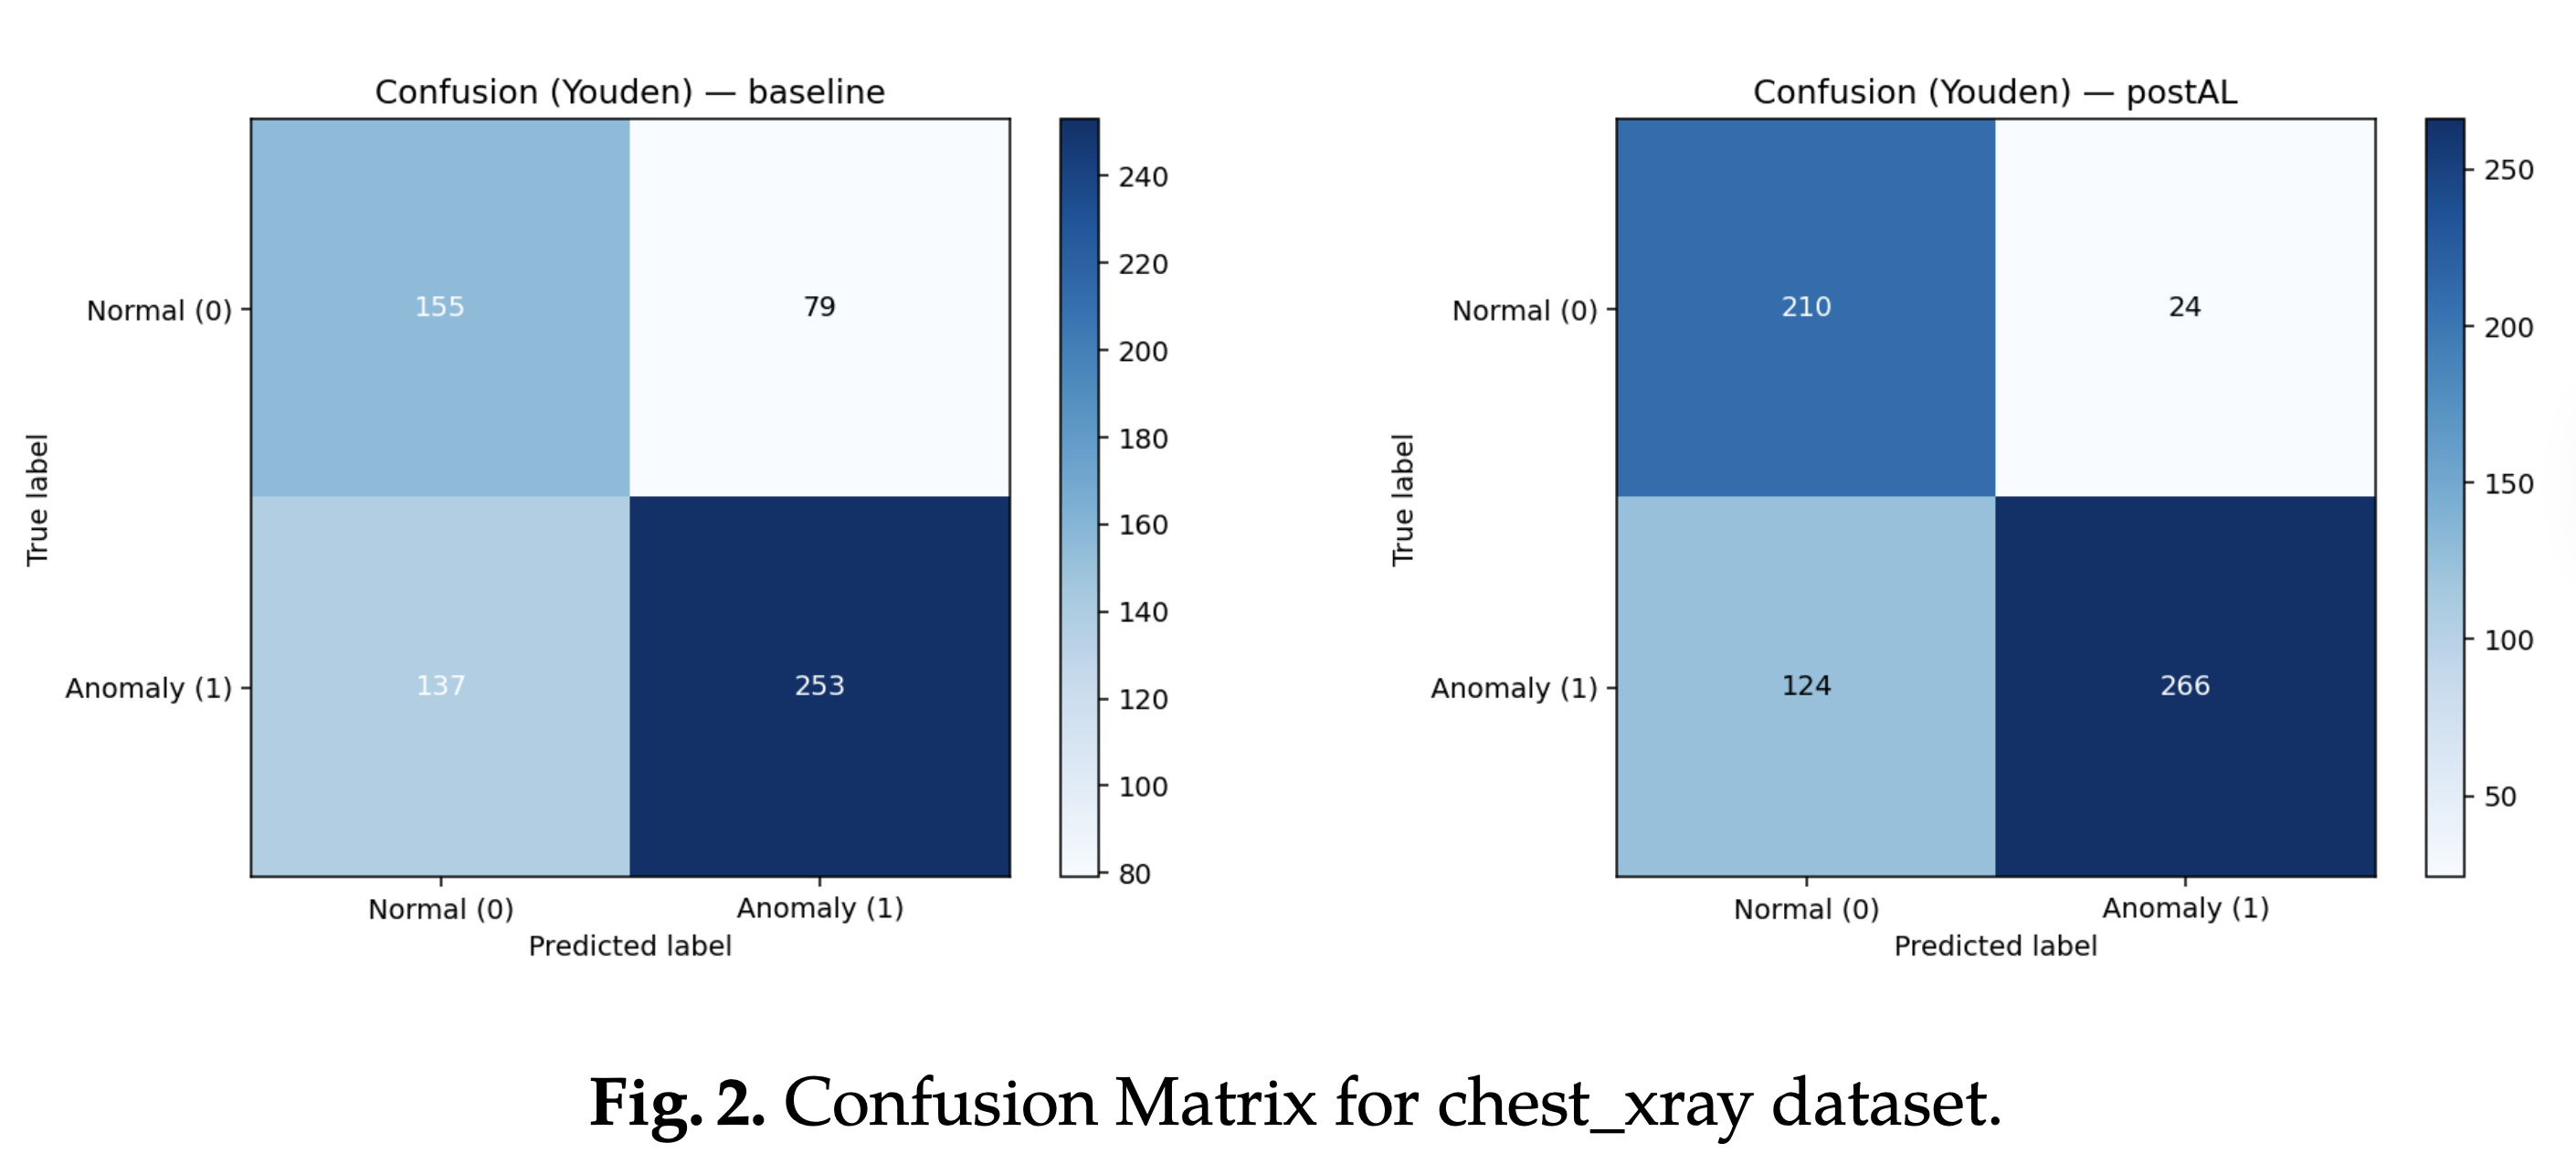 Confusion (Youden) — baseline
Normal (0)
Anomaly (1)
True label
155
79
137
253
Normal (0)
Anomaly (1)
Predicted label
240
220
200
180
160
140
120
100
80
Confusion (Youden) — postAL
Normal (0)
Anomaly (1)
True label
210
24
124
266
Normal (0)
Anomaly (1)
Predicted label
250
200
150
100
50
Fig. 2. Confusion Matrix for chest_xray dataset.